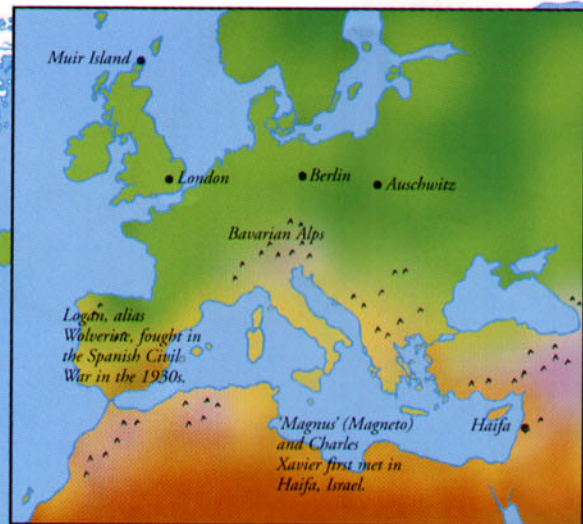 Muir Island
London
Berlin
Auschwitz
Bavarian Alps
Logan, alias
Wolverine, fought in
the Spanish Civil
War in the 1930s.
'Magnus' (Magneto)
and Charles
Xavier first met in
Haifa, Israel.
Haifa